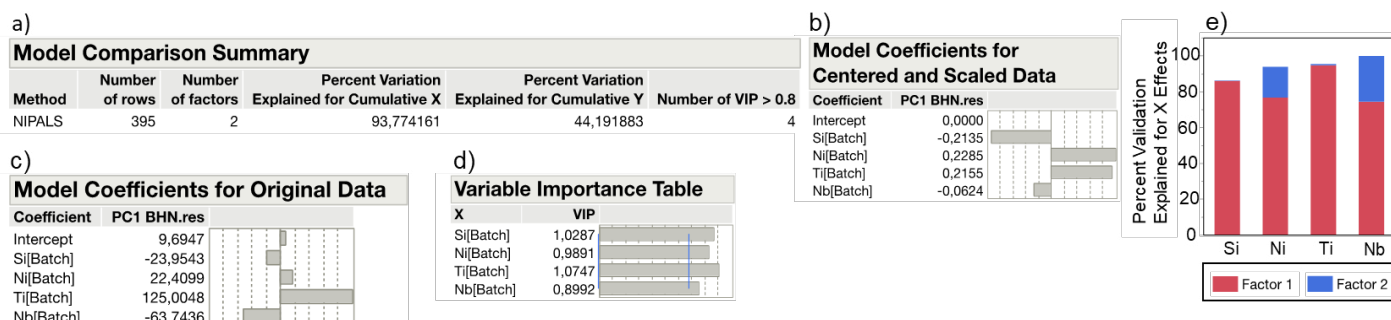 a)
Model Comparison Summary
Method Number of rows Number of factors Percent Variation Explained for Cumulative X Percent Variation Explained for Cumulative Y Number of VIP > 0.8
NIPALS 395 2 93,774161 44,191883 4
b)
Model Coefficients for
Centered and Scaled Data
Coefficient PC1 BHN.res
Intercept 0,0000
Si[Batch] -0,2135
Ni[Batch] 0,2285
Ti[Batch] 0,2155
Nb[Batch] -0,0624
c)
Model Coefficients for Original Data
Coefficient PC1 BHN.res
Intercept 9,6947
Si[Batch] -23,9543
Ni[Batch] 22,4099
Ti[Batch] 125,0048
Nb[Batch] -63,7436
d)
Variable Importance Table
X VIP
Si[Batch] 1,0287
Ni[Batch] 0,9891
Ti[Batch] 1,0747
Nb[Batch] 0,8992
e)
Percent Validation
Explained for X Effects
100
80
60
40
20
0
Si Ni Ti Nb
Factor 1 Factor 2